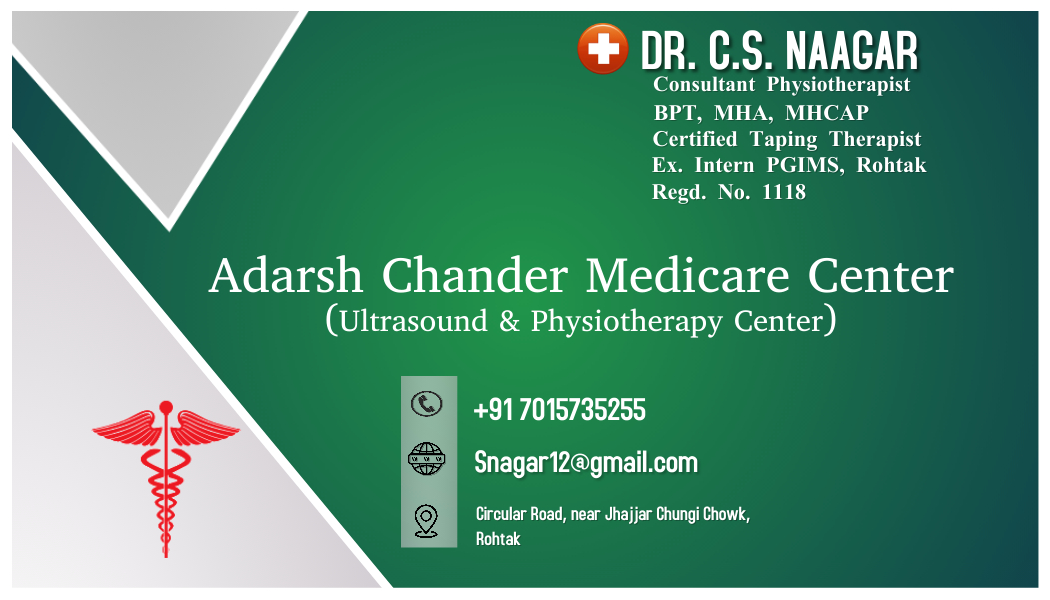 DR. C.S. NAAGAR
Consultant Physiotherapist
BPT, MHA, MHCAP
Certified Taping Therapist
Ex. Intern PGIMS, Rohtak
Regd. No. 1118
Adarsh Chander Medicare Center
(Ultrasound & Physiotherapy Center)
+91 7015735255
Snagar12@gmail.com
Circular Road, near Jhajjar Chungi Chowk,
Rohtak